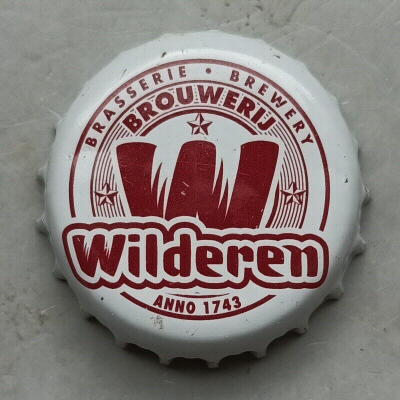 BRASSERIE • BREWERY
BROUWERIJ
W
Wilderen
ANNO 1743